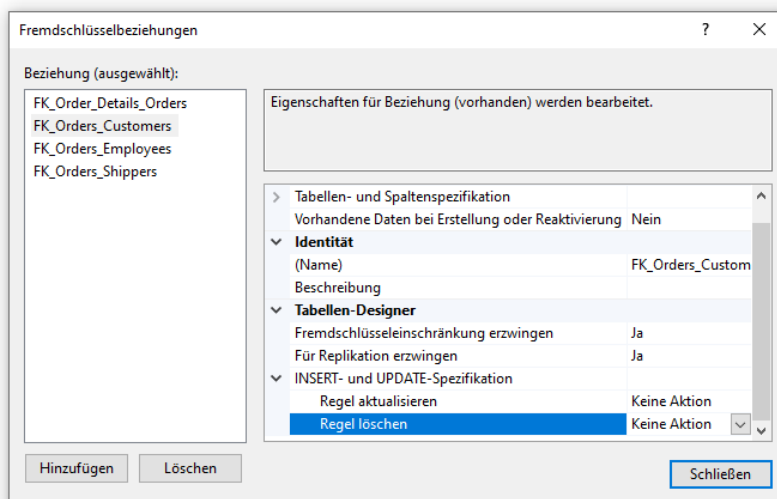 Fremdschlüsselbeziehungen
Beziehung (ausgewählt):
FK_Order_Details_Orders
FK_Orders_Customers
FK_Orders_Employees
FK_Orders_Shippers
Eigenschaften für Beziehung (vorhanden) werden bearbeitet.
Tabellen- und Spaltenspezifikation
Vorhandene Daten bei Erstellung oder Reaktivierung Nein
Identität
(Name) FK_Orders_Custom
Beschreibung
Tabellen-Designer
Fremdschlüsseleinschränkung erzwingen Ja
Für Replikation erzwingen Ja
INSERT- und UPDATE-Spezifikation
Regel aktualisieren Keine Aktion
Regel löschen Keine Aktion
Hinzufügen Löschen
Schließen